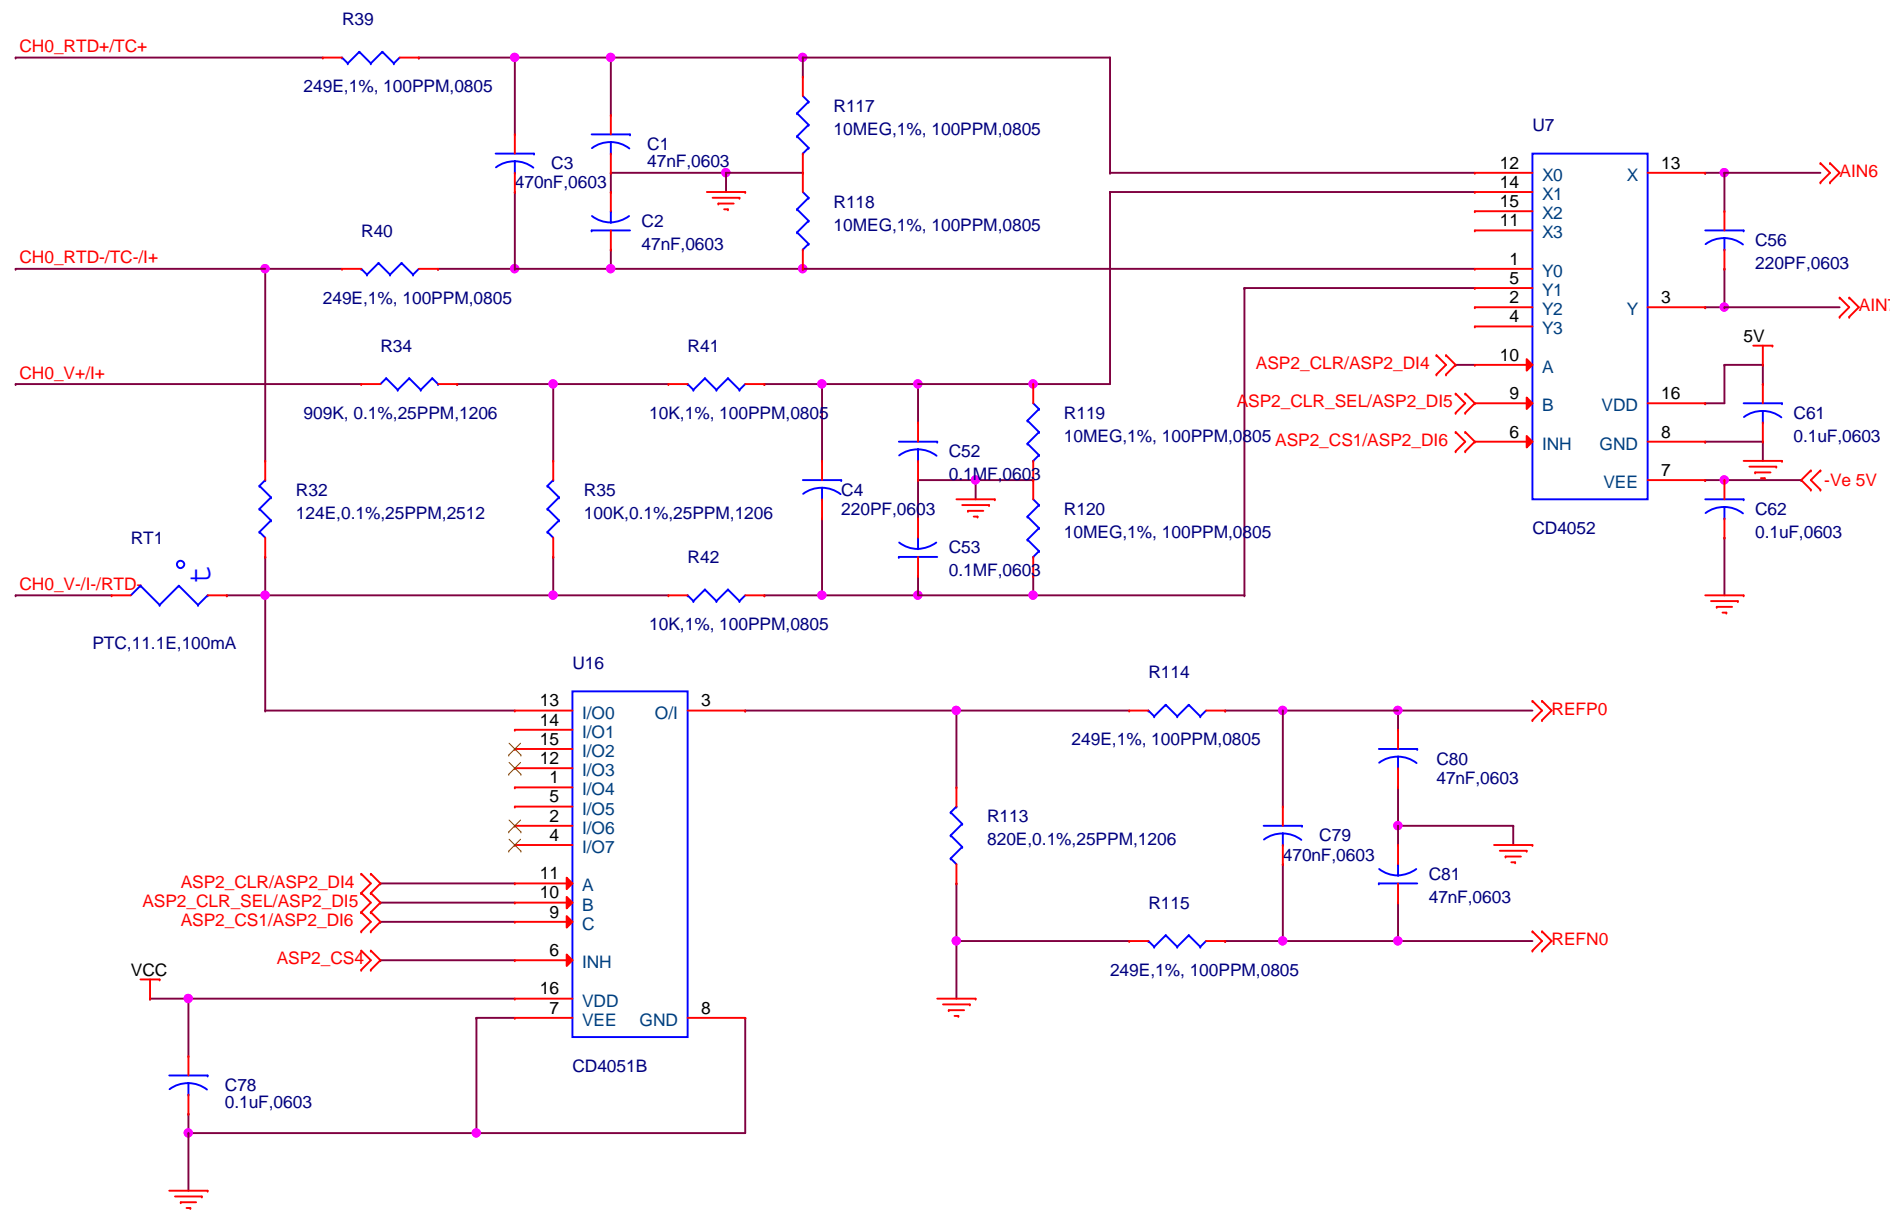 R39
CH0_RTD+/TC+
249E,1%, 100PPM,0805
R117
10MEG,1%, 100PPM,0805
C1
47nF,0603
C3
470nF,0603
R118
10MEG,1%, 100PPM,0805
C2
47nF,0603
R40
CH0_RTD-/TC-/I+
249E,1%, 100PPM,0805
U7
12 X0
14 X1
15 X2
11 X3
1 Y0
5 Y1
2 Y2
4 Y3
10 A
9 B
6 INH
X 13
Y 3
VDD 16
GND 8
VEE 7
CD4052
AIN6
C56
220PF,0603
AIN
5V
C61
0.1uF,0603
-Ve 5V
C62
0.1uF,0603
ASP2_CLR/ASP2_DI4
ASP2_CLR_SEL/ASP2_DI5
ASP2_CS1/ASP2_DI6
R34
R41
CH0_V+/I+
909K, 0.1%,25PPM,1206
10K,1%, 100PPM,0805
R119
10MEG,1%, 100PPM,0805
C52
0.1MF,0603
R32
124E,0.1%,25PPM,2512
R35
100K,0.1%,25PPM,1206
C4
220PF,0603
R120
10MEG,1%, 100PPM,0805
C53
0.1MF,0603
RT1
t
R42
CH0_V-/I-/RTD-
10K,1%, 100PPM,0805
PTC,11.1E,100mA
U16
13 I/O0
14 I/O1
15 I/O2
12 I/O3
1 I/O4
5 I/O5
2 I/O6
4 I/O7
11 A
10 B
9 C
6 INH
16 VDD
7 VEE
O/I 3
GND 8
CD4051B
ASP2_CLR/ASP2_DI4
ASP2_CLR_SEL/ASP2_DI5
ASP2_CS1/ASP2_DI6
ASP2_CS4
VCC
C78
0.1uF,0603
R114
249E,1%, 100PPM,0805
REFP0
C80
47nF,0603
R113
820E,0.1%,25PPM,1206
C79
470nF,0603
C81
47nF,0603
R115
249E,1%, 100PPM,0805
REFN0